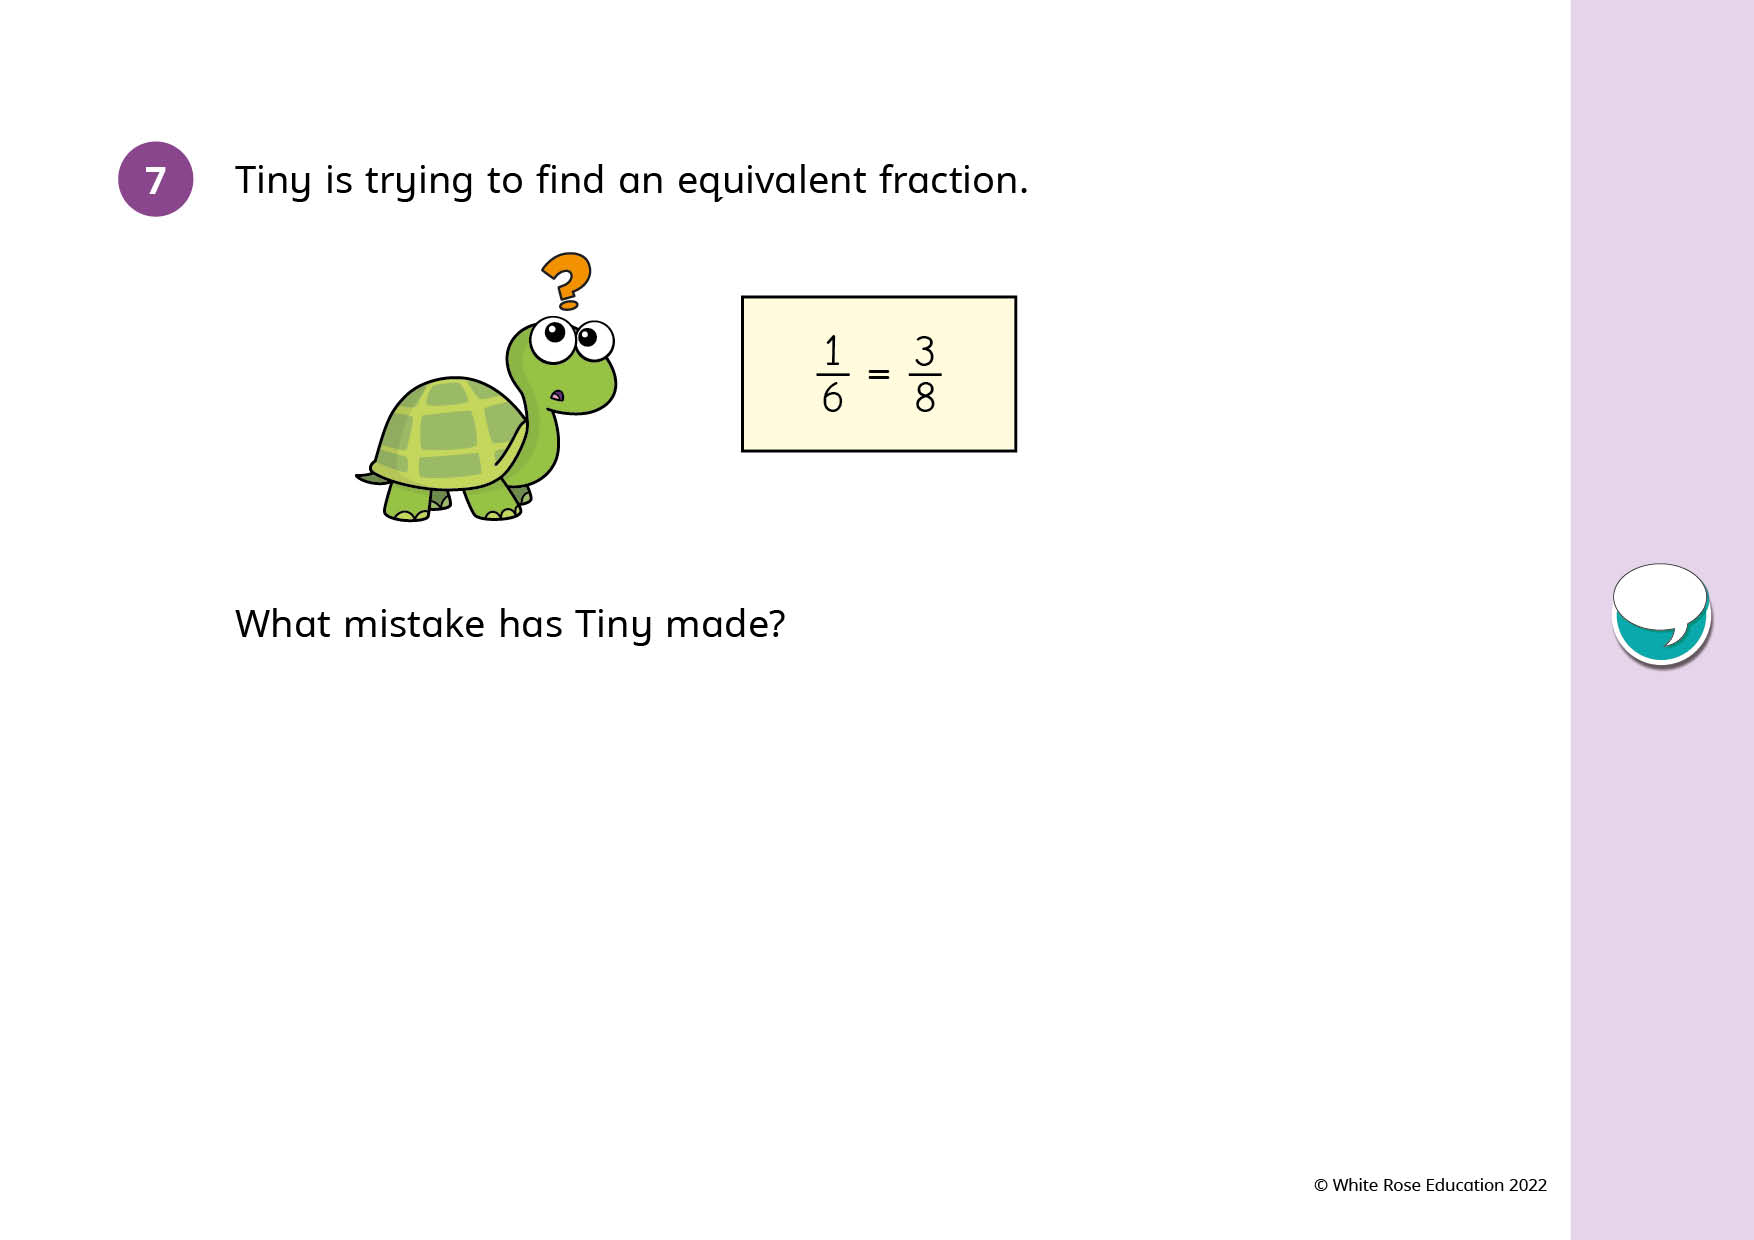 7 Tiny is trying to find an equivalent fraction.
?
1/6 = 3/8
What mistake has Tiny made?
© White Rose Education 2022